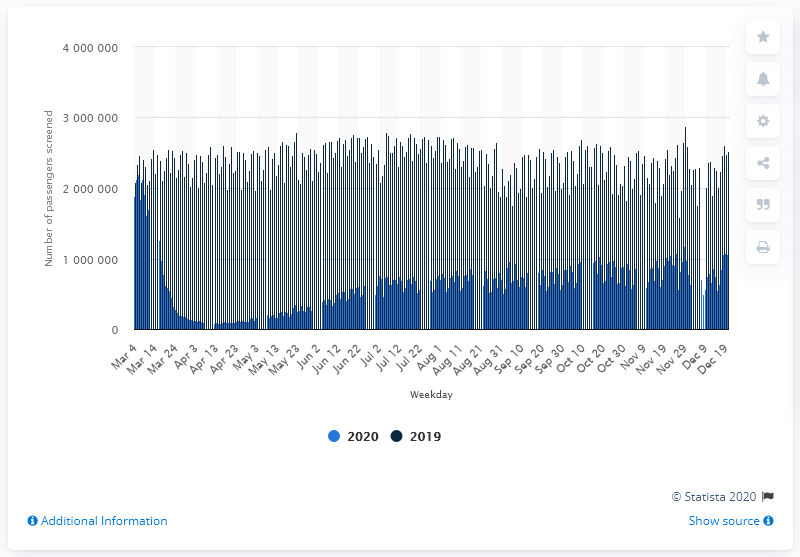 4 000 000
3 000 000
2 000 000
1 000 000
0
Number of passengers screened
Mar 4
Mar 14
Mar 24
Apr 3
Apr 13
Apr 23
May 3
May 13
May 23
Jun 2
Jun 12
Jun 22
Jul 2
Jul 12
Jul 22
Aug 1
Aug 11
Aug 21
Aug 31
Sep 10
Sep 20
Sep 30
Oct 10
Oct 20
Oct 30
Nov 9
Nov 19
Nov 29
Dec 9
Dec 19
Weekday
2020 2019
© Statista 2020
Additional Information Show source